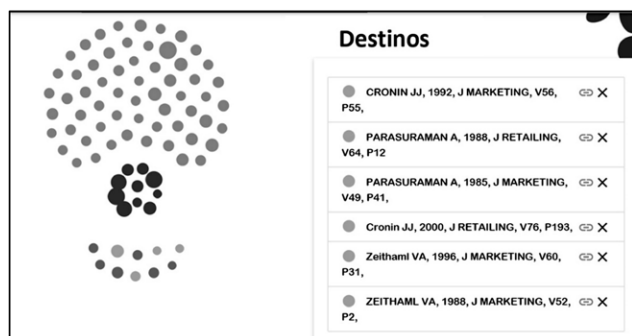 Destinos
CRONIN JJ, 1992, J MARKETING, V56,
P55,
PARASURAMAN A, 1988, J RETAILING,
V64, P12
PARASURAMAN A, 1985, J MARKETING,
V49, P41,
Cronin JJ, 2000, J RETAILING, V76, P193,
Zeithaml VA, 1996, J MARKETING, V60,
P31,
ZEITHAML VA, 1988, J MARKETING, V52,
P2,